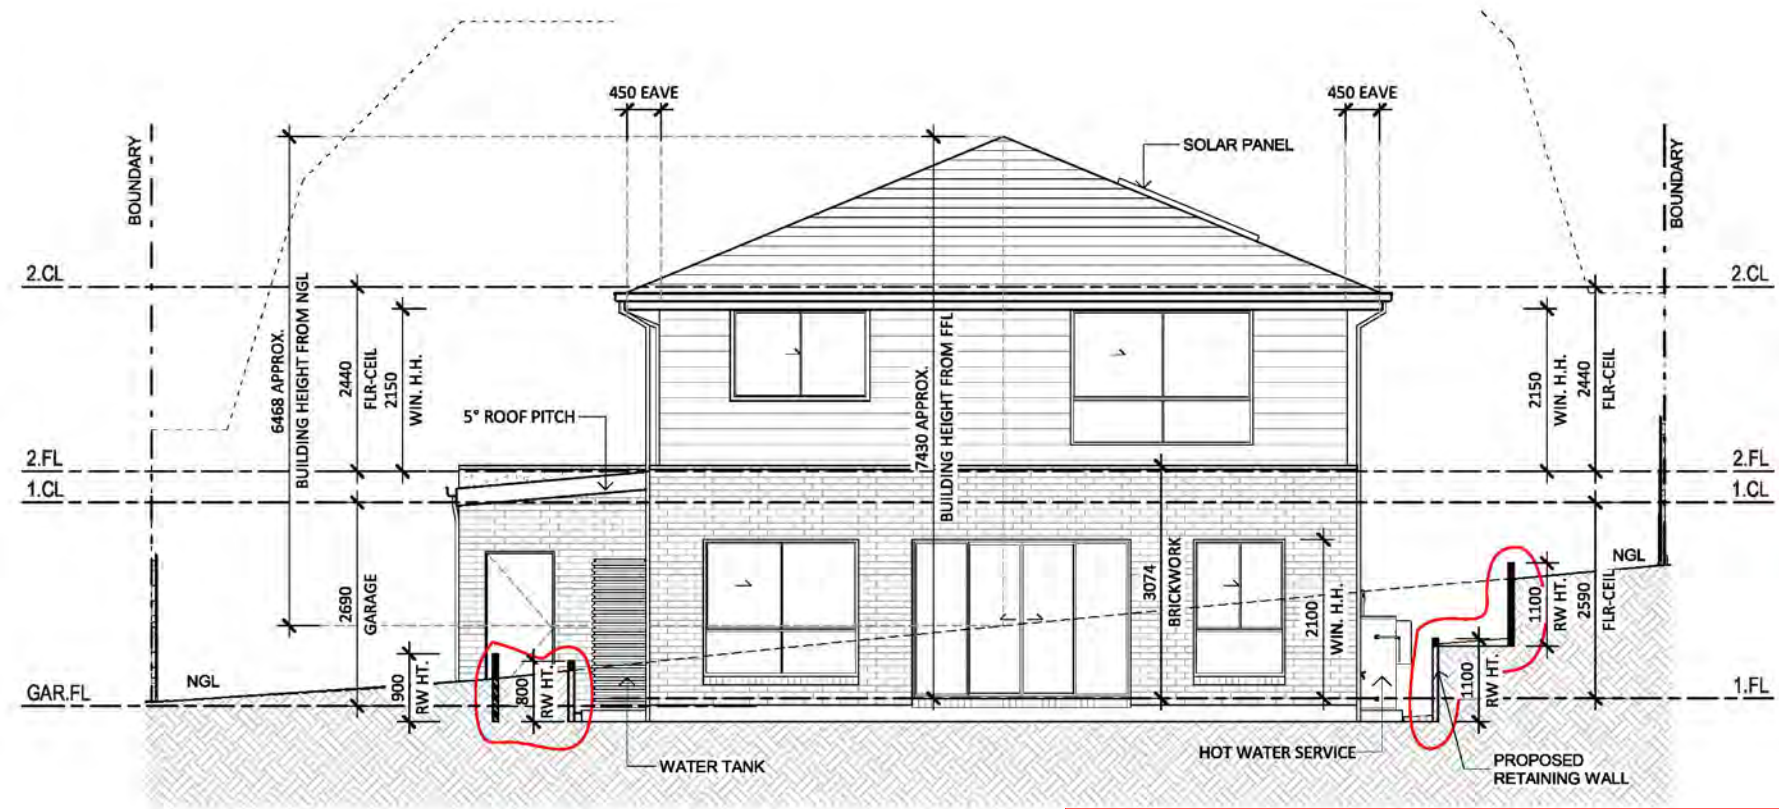 450 EAVE
450 EAVE
SOLAR PANEL
BOUNDARY
BOUNDARY
2.CL
2.CL
6468 APPROX.
BUILDING HEIGHT FROM NGL
2440
FLR-CEIL
2150
WIN. H.H.
7430 APPROX.
BUILDING HEIGHT FROM FFL
2150
WIN. H.H.
2440
FLR-CEIL
5° ROOF PITCH
2.FL
2.FL
1.CL
1.CL
2690
GARAGE
3074
BRICKWORK
2100
WIN. H.H.
1100
RW HT.
2590
FLR-CEIL
NGL
NGL
900
RW HT.
800
RW HT.
1100
RW HT.
GAR.FL
1.FL
WATER TANK
HOT WATER SERVICE
PROPOSED
RETAINING WALL